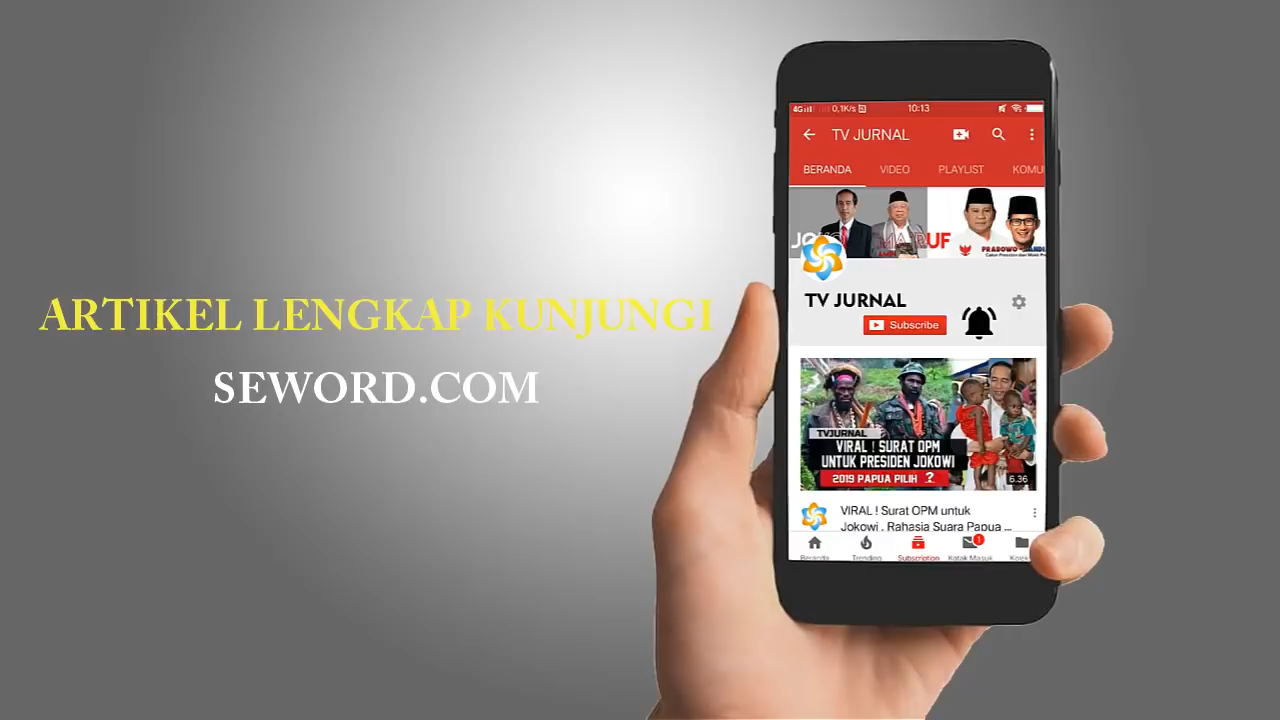 ARTIKEL LENGKAP KUNJUNGI
SEWORD.COM
4G 0,1K/s 10:13
TV JURNAL
BERANDA VIDEO PLAYLIST KOMU
UF
TV JURNAL
Subscribe
TVJURNAL
VIRAL ! SURAT OPM
UNTUK PRESIDEN JOKOWI
2019 PAPUA PILIH ?
6.36
VIRAL ! Surat OPM untuk
Jokowi , Rahasia Suara Papua ...
1
Beranda Trending Subscription Kotak Masuk